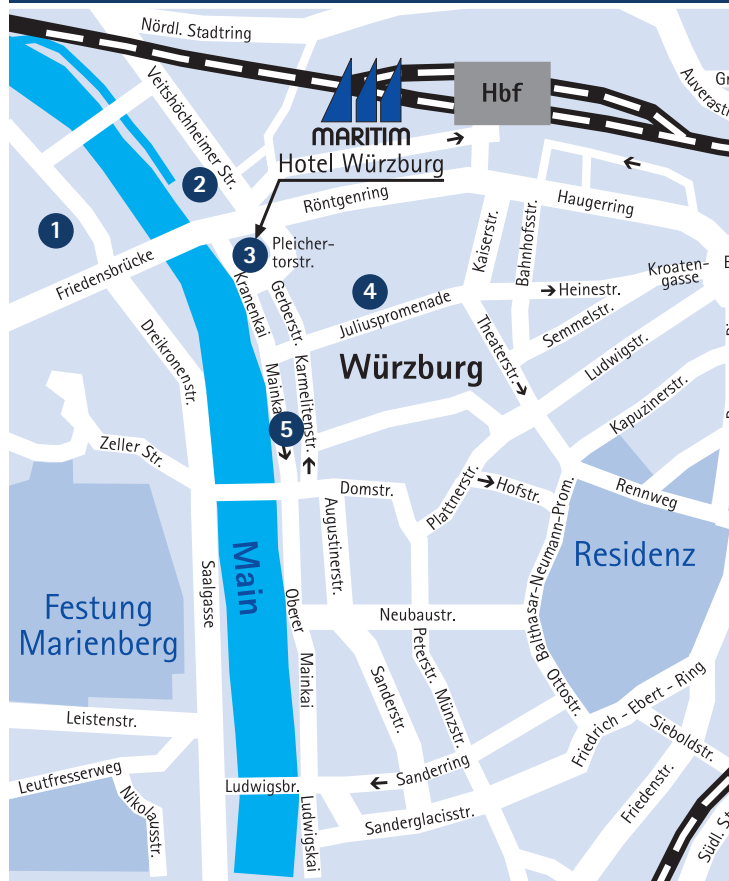 Nördl. Stadtring
Veitshöchheimer Str.
MARITIM
Hotel Würzburg
Hbf
Auverastr.
1
2
3
4
5
Röntgenring
Haugerring
Pleicher-
torstr.
Friedensbrücke
Kranenkai
Gerberstr.
Juliuspromenade
Kaiserstr.
Bahnhofsstr.
Heinestr.
Kroaten-
gasse
Semmelstr.
Theaterstr.
Ludwigstr.
Kapuzinerstr.
Dreikronenstr.
Würzburg
Mainkai
Karmelitenstr.
Zeller Str.
Domstr.
Plattnerstr.
Hofstr.
Rennweg
Augustinerstr.
Balthasar-Neumann-Prom.
Residenz
Saalgasse
Main
Festung
Marienberg
Oberer
Mainkai
Neubaustr.
Peterstr.
Münzstr.
Ottostr.
Sanderstr.
Friedrich - Ebert - Ring
Sieboldstr.
Leistenstr.
Leutfresserweg
Nikolausstr.
Ludwigsbr.
Ludwigskai
Sanderring
Sanderglacisstr.
Friedenstr.
Südl. St